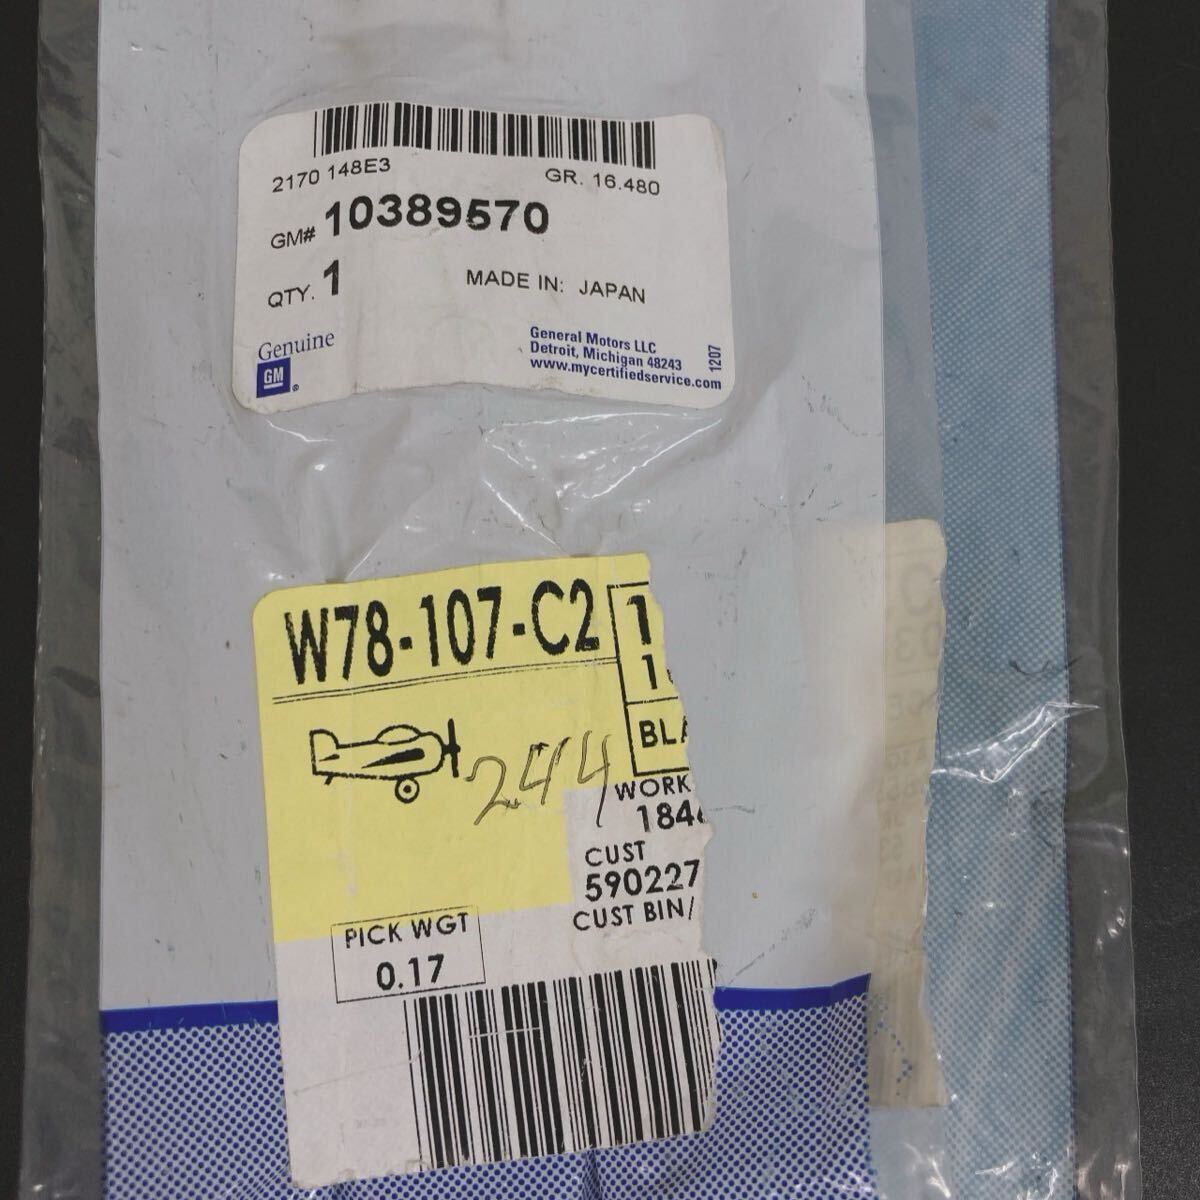 2170 148E3
GR. 16.480
GM# 10389570
QTY. 1
MADE IN: JAPAN
Genuine
GM
General Motors LLC
Detroit, Michigan 48243
www.mycertifiedservice.com
1207
W78-107-C2
1
244
WORK
CUST
590227
CUST BIN/
PICK WGT
0.17